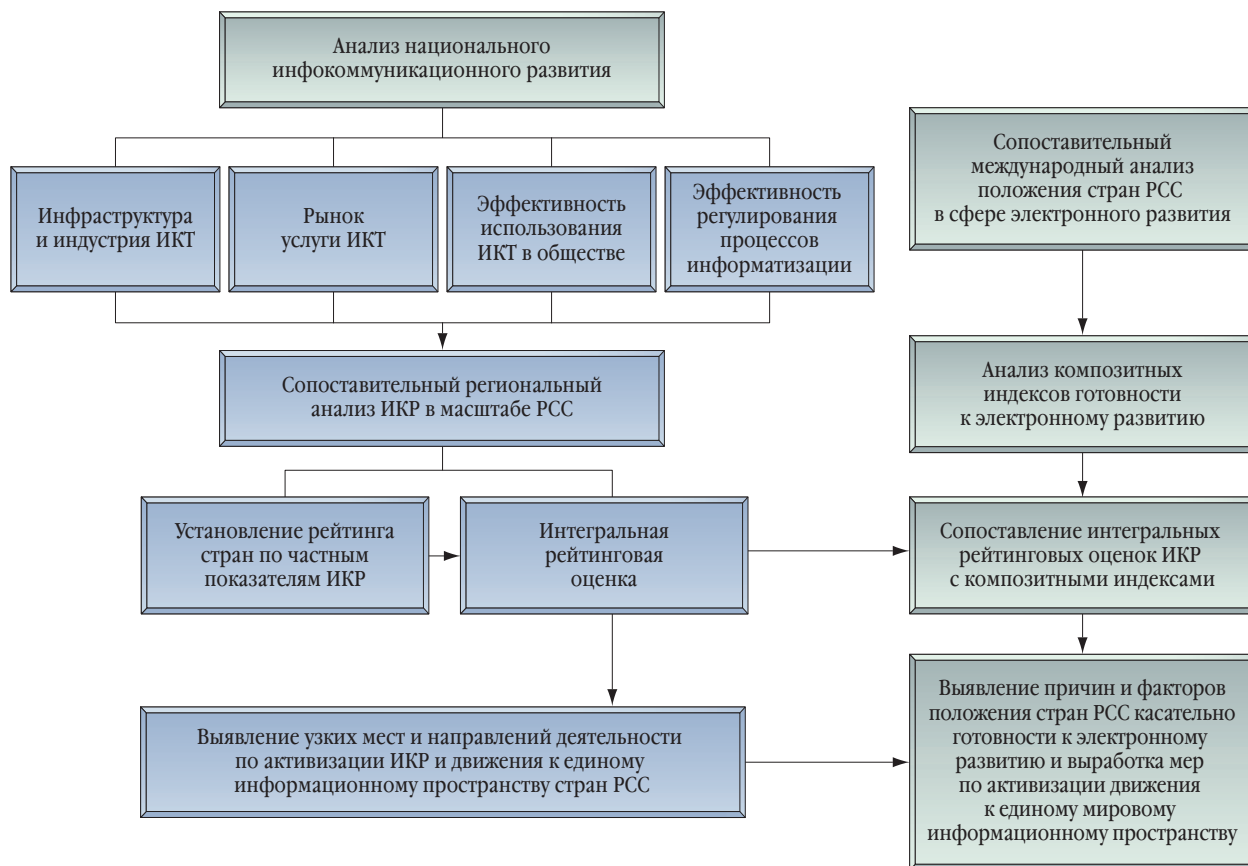 Анализ национального
инфокоммуникационного развития
Инфраструктура
и индустрия ИКТ
Рынок
услуги ИКТ
Эффективность
использования
ИКТ в обществе
Эффективность
регулирования
процессов
информатизации
Сопоставительный региональный
анализ ИКР в масштабе РСС
Установление рейтинга
стран по частным
показателям ИКР
Интегральная
рейтинговая
оценка
Выявление узких мест и направлений деятельности
по активизации ИКР и движения к единому
информационному пространству стран РСС
Сопоставительный
международный анализ
положения стран РСС
в сфере электронного развития
Анализ композитных
индексов готовности
к электронному развитию
Сопоставление интегральных
рейтинговых оценок ИКР
с композитными индексами
Выявление причин и факторов
положения стран РСС касательно
готовности к электронному
развитию и выработка мер
по активизации движения
к единому мировому
информационному пространству